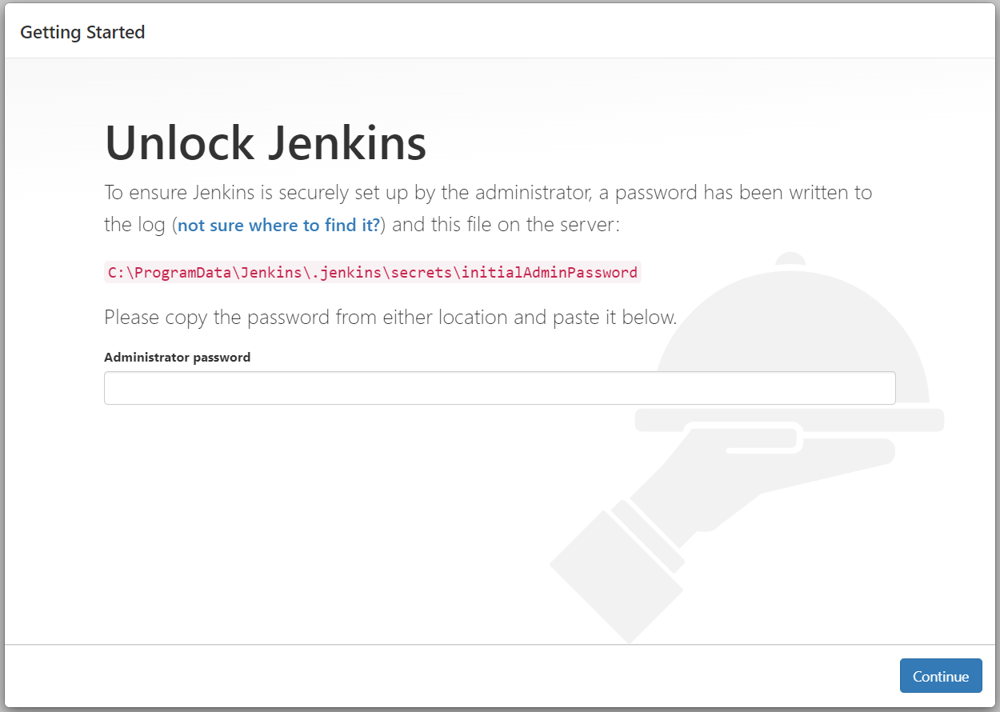 Getting Started
Unlock Jenkins
To ensure Jenkins is securely set up by the administrator, a password has been written to
the log (not sure where to find it?) and this file on the server:
C:\ProgramData\Jenkins\.jenkins\secrets\initialAdminPassword
Please copy the password from either location and paste it below.
Administrator password
Continue